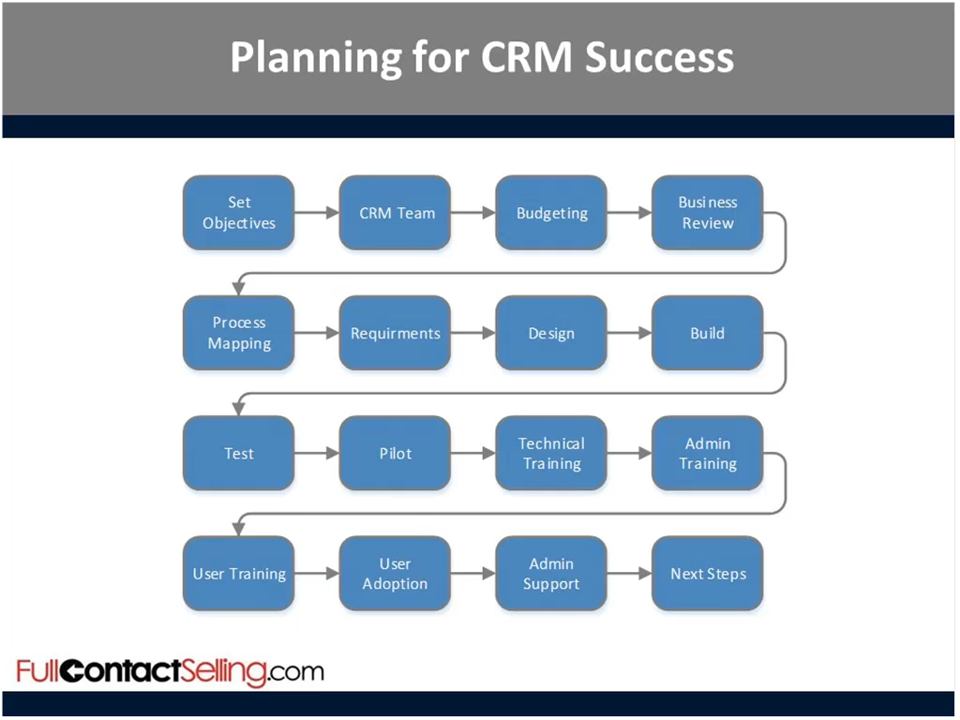 Planning for CRM Success
Set
Objectives
CRM Team
Budgeting
Business
Review
Process
Mapping
Requirments
Design
Build
Test
Pilot
Technical
Training
Admin
Training
User Training
User
Adoption
Admin
Support
Next Steps
FullContactSelling.com